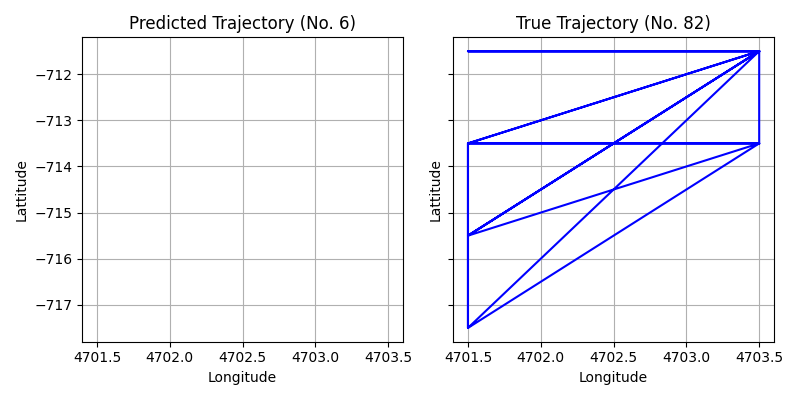 Predicted Trajectory (No. 6)
True Trajectory (No. 82)
Lattitude
−712
−713
−714
−715
−716
−717
4701.5 4702.0 4702.5 4703.0 4703.5
Longitude
Lattitude
4701.5 4702.0 4702.5 4703.0 4703.5
Longitude